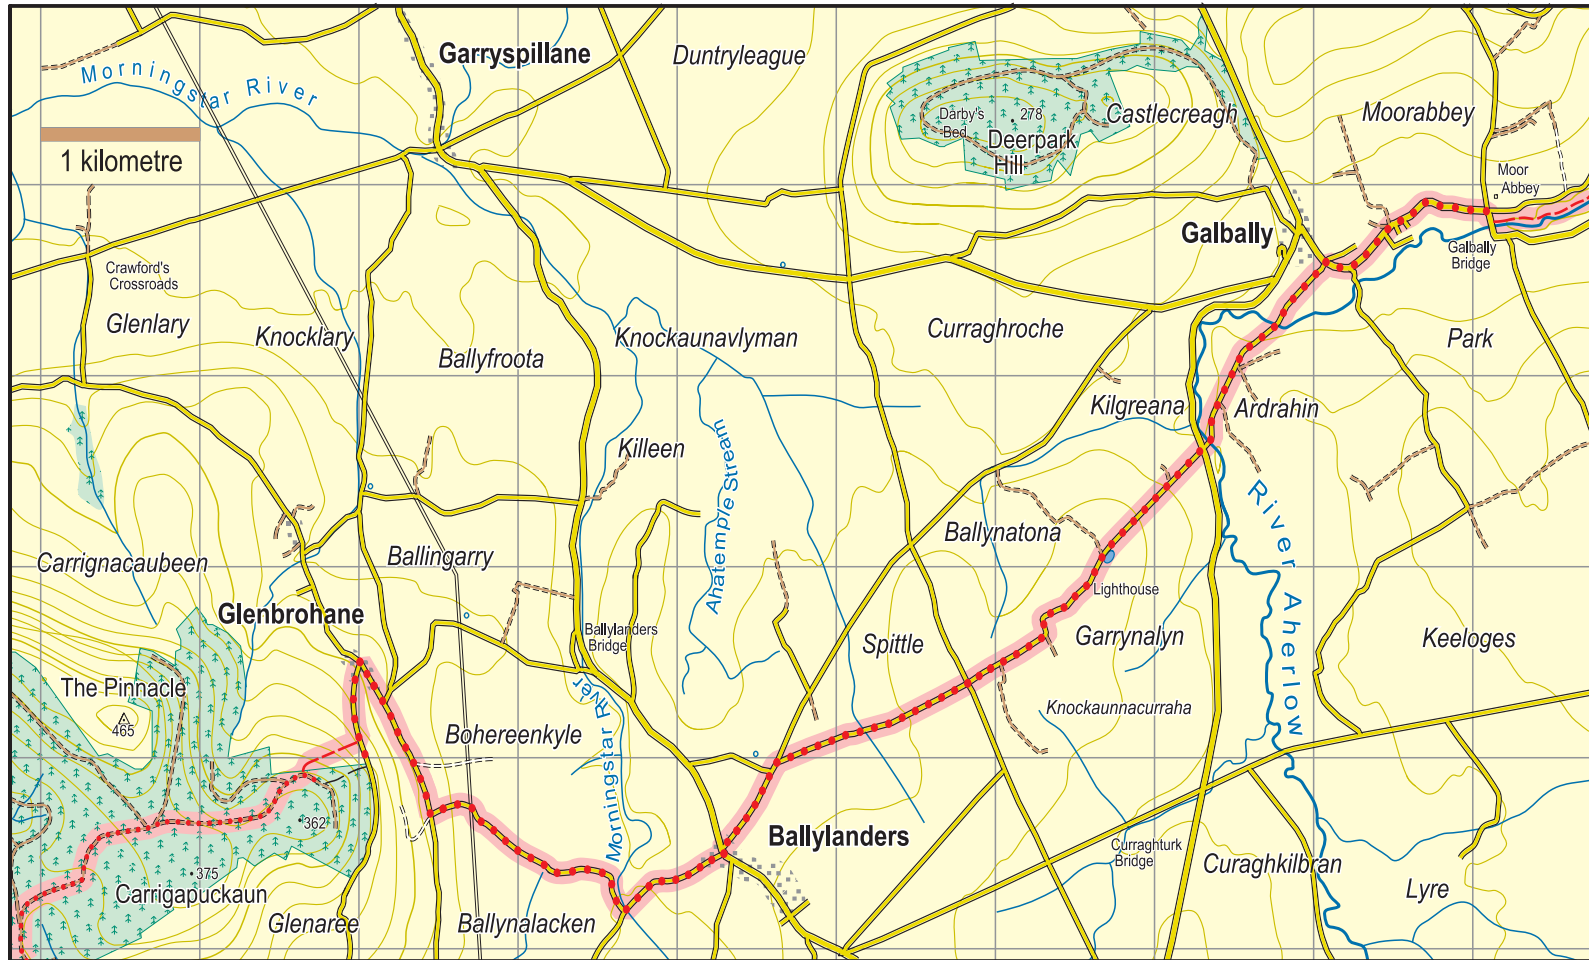 Garryspillane
Duntryleague
Morningstar River
1 kilometre
Darby's
Bed
278
Deerpark
Hill
Castlecreagh
Moorabbey
Moor
Abbey
Galbally
Galbally
Bridge
Crawford's
Crossroads
Glenlary
Knocklary
Ballyfroota
Knockaunavlyman
Curraghroche
Park
Kilgreana
Ardrahin
Killeen
Ahatemple Stream
Ballynatona
River Aherlow
Carrignacaubeen
Ballingarry
Lighthouse
Glenbrohane
Ballylanders
Bridge
Spittle
Garrynalyn
Keeloges
The Pinnacle
465
Knockaunnacurraha
Bohereenkyle
Morningstar River
362
Ballylanders
Curraghturk
Bridge
Curaghkilbran
375
Carrigapuckaun
Lyre
Glenaree
Ballynalacken